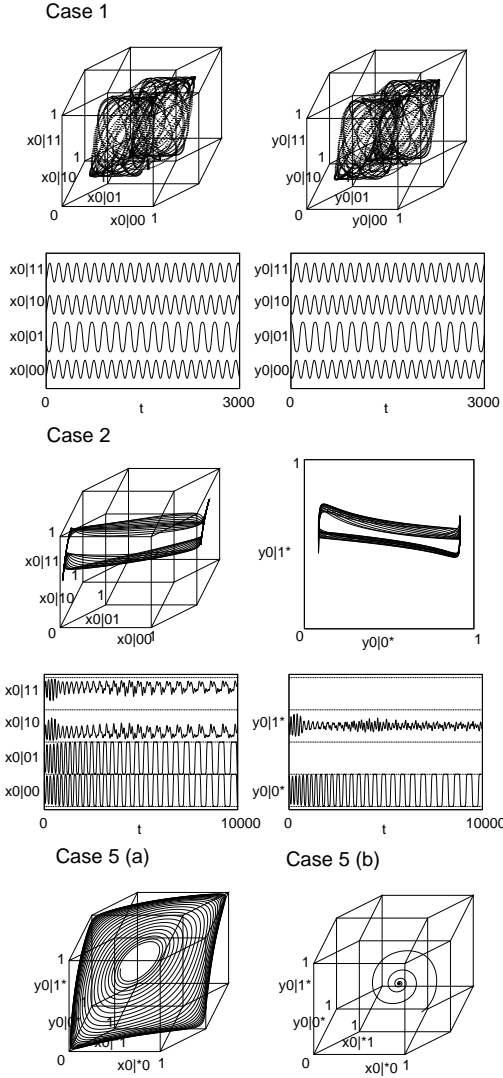 Case 1
1
x0|11
1
x0|10
1
x0|01
0
x0|00
1
1
y0|11
1
y0|10
1
y0|01
0
y0|00
1
x0|11
x0|10
x0|01
x0|00
0
t
3000
y0|11
y0|10
y0|01
y0|00
0
t
3000
Case 2
1
x0|11
1
x0|10
1
x0|01
0
x0|00
1
1
y0|1*
0
y0|0*
1
x0|11
x0|10
x0|01
x0|00
0
t
10000
y0|1*
y0|0*
0
t
10000
Case 5 (a)
1
y0|1*
1
0
x0|*0
1
Case 5 (b)
1
y0|1*
1
y0|0*
1
x0|*1
0
x0|*0
1